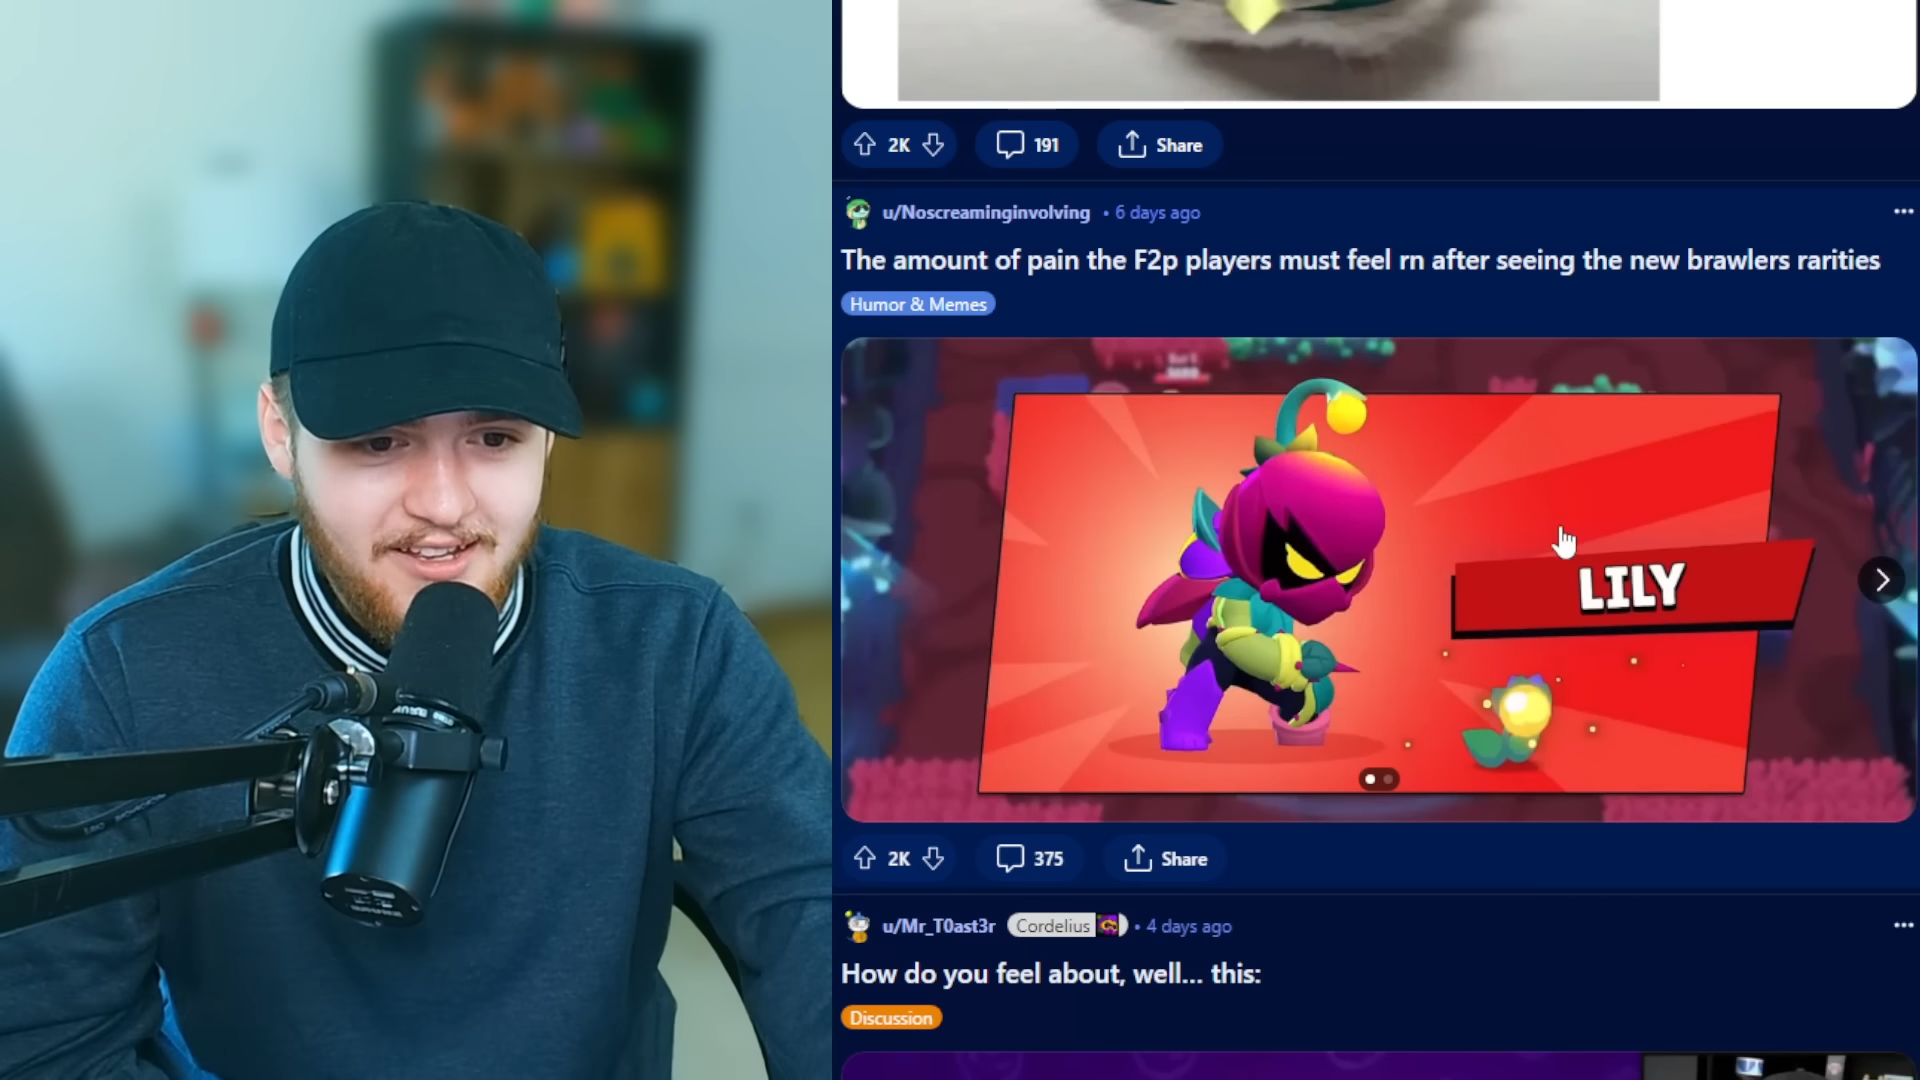 2K
191
Share
u/Noscreaminginvolving • 6 days ago
The amount of pain the F2p players must feel rn after seeing the new brawlers rarities
Humor & Memes
LILY
2K
375
Share
u/Mr_T0ast3r Cordelius • 4 days ago
How do you feel about, well... this:
Discussion